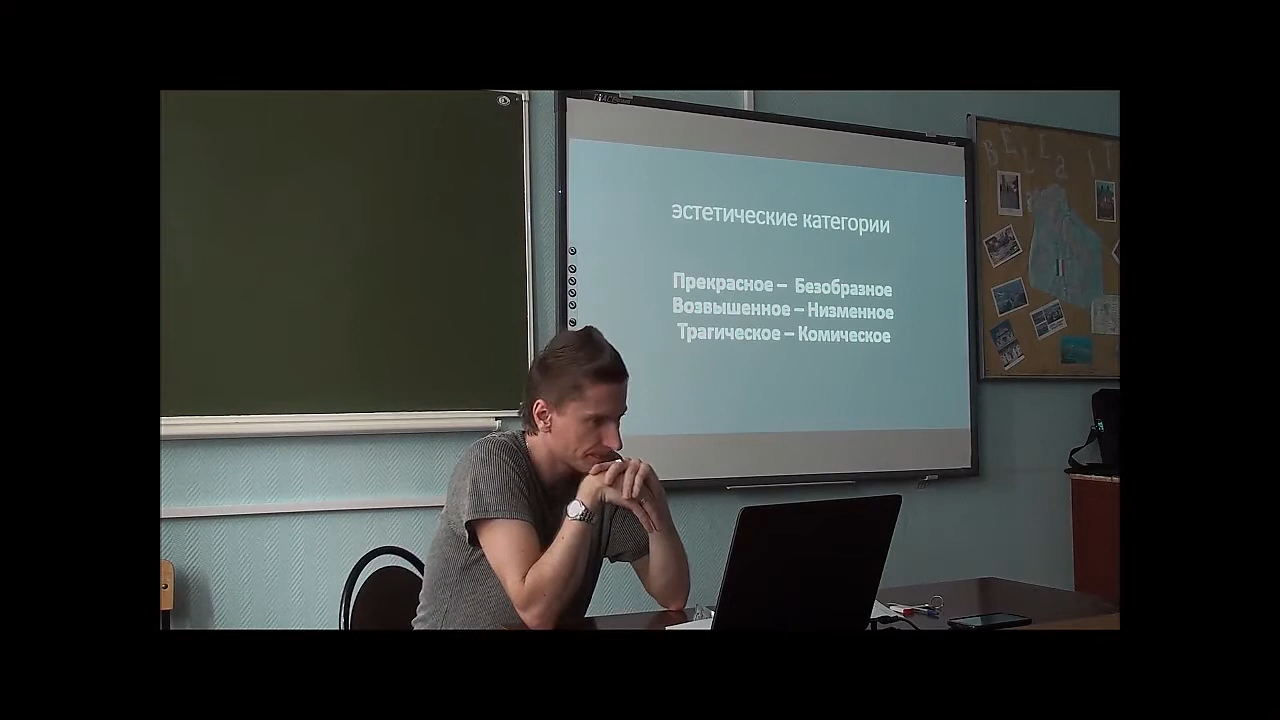 эстетические категории
Прекрасное – Безобразное
Возвышенное – Низменное
Трагическое – Комическое